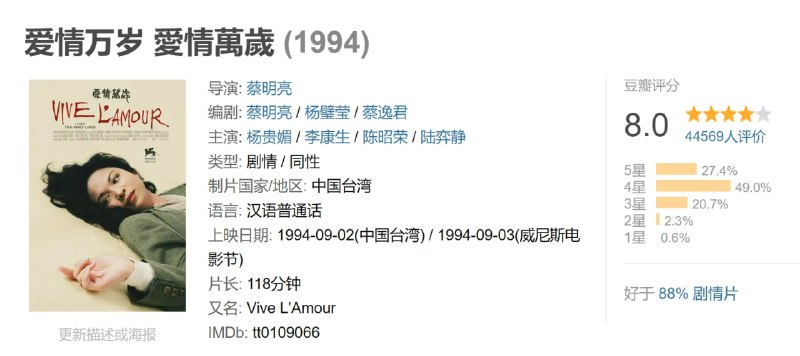 爱情万岁 愛情萬歲 (1994)
愛情萬歲
VIVE L'AMOUR
导演: 蔡明亮
编剧: 蔡明亮 / 杨璧莹 / 蔡逸君
主演: 杨贵媚 / 李康生 / 陈昭荣 / 陆弈静
类型: 剧情 / 同性
制片国家/地区: 中国台湾
语言: 汉语普通话
上映日期: 1994-09-02(中国台湾) / 1994-09-03(威尼斯电
影节)
片长: 118分钟
又名: Vive L'Amour
IMDb: tt0109066
更新描述或海报
豆瓣评分
8.0
44569人评价
5星 27.4%
4星 49.0%
3星 20.7%
2星 2.3%
1星 0.6%
好于 88% 剧情片